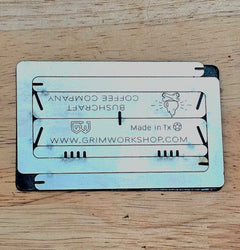 BUSHCRAFT
COFFEE COMPANY
Made in Tx
WWW.GRIMWORKSHOP.COM